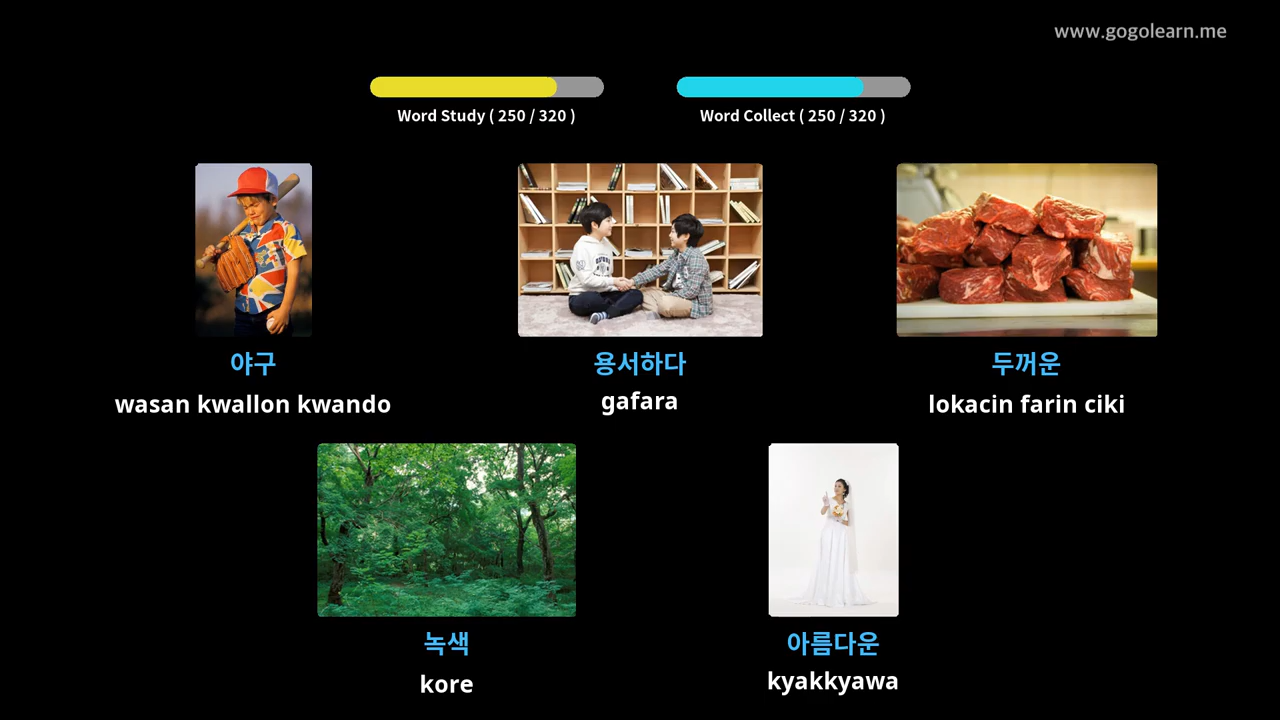 www.gogolearn.me
Word Study ( 250 / 320 )
Word Collect ( 250 / 320 )
야구
wasan kwallon kwando
용서하다
gafara
두꺼운
lokacin farin ciki
녹색
kore
아름다운
kyakkyawa